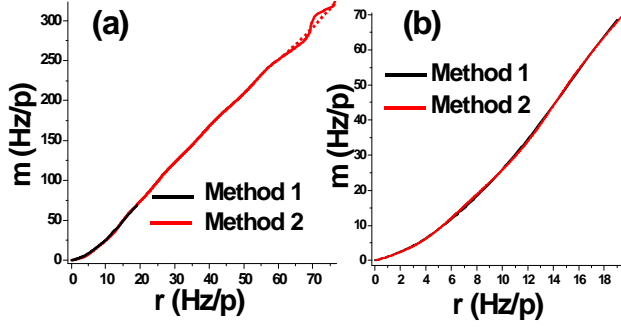 (a)
300
250
200
150
100
50
0
m (Hz/p)
Method 1
Method 2
0 10 20 30 40 50 60 70
r (Hz/p)
(b)
70
60
50
40
30
20
10
0
m (Hz/p)
Method 1
Method 2
0 2 4 6 8 10 12 14 16 18
r (Hz/p)